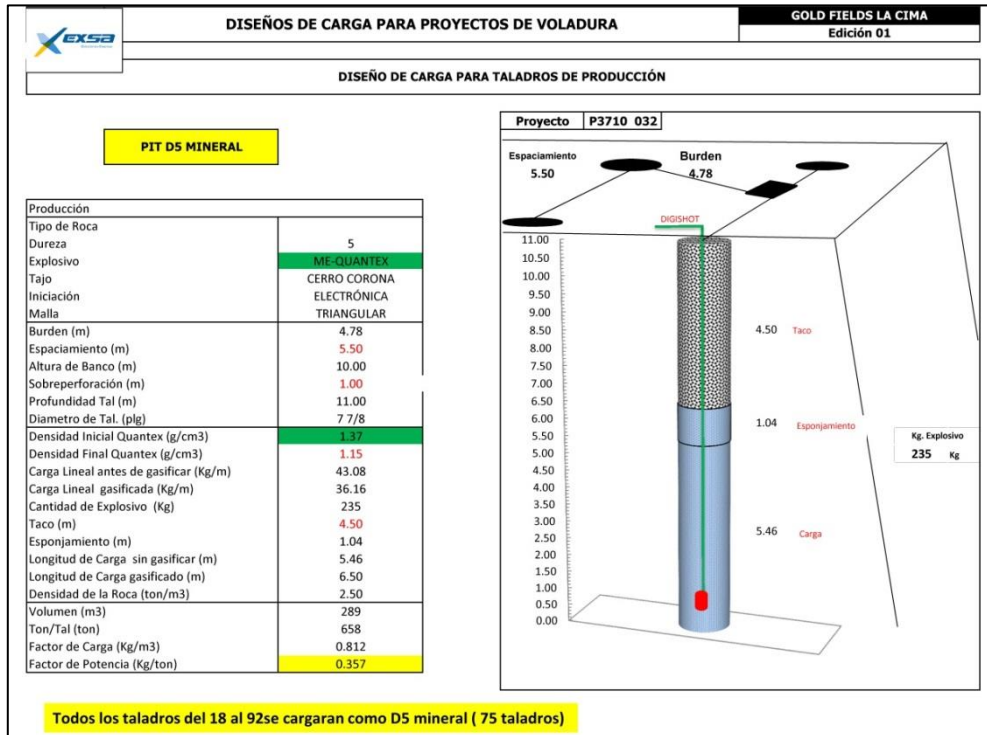 exsa
DISEÑOS DE CARGA PARA PROYECTOS DE VOLADURA
GOLD FIELDS LA CIMA
Edición 01
DISEÑO DE CARGA PARA TALADROS DE PRODUCCIÓN
PIT D5 MINERAL
Producción
Tipo de Roca
Dureza 5
Explosivo ME-QUANTEX
Tajo CERRO CORONA
Iniciación ELECTRÓNICA
Malla TRIANGULAR
Burden (m) 4.78
Espaciamiento (m) 5.50
Altura de Banco (m) 10.00
Sobreperforación (m) 1.00
Profundidad Tal (m) 11.00
Diametro de Tal. (plg) 7 7/8
Densidad Inicial Quantex (g/cm3) 1.37
Densidad Final Quantex (g/cm3) 1.15
Carga Lineal antes de gasificar (Kg/m) 43.08
Carga Lineal gasificada (Kg/m) 36.16
Cantidad de Explosivo (Kg) 235
Taco (m) 4.50
Esponjamiento (m) 1.04
Longitud de Carga sin gasificar (m) 5.46
Longitud de Carga gasificado (m) 6.50
Densidad de la Roca (ton/m3) 2.50
Volumen (m3) 289
Ton/Tal (ton) 658
Factor de Carga (Kg/m3) 0.812
Factor de Potencia (Kg/ton) 0.357
Proyecto P3710 032
Espaciamiento
5.50
Burden
4.78
DIGISHOT
11.00
10.50
10.00
9.50
9.00
8.50
8.00
7.50
7.00
6.50
6.00
5.50
5.00
4.50
4.00
3.50
3.00
2.50
2.00
1.50
1.00
0.50
0.00
4.50 Taco
1.04 Esponjamiento
5.46 Carga
Kg. Explosivo
235 Kg
Todos los taladros del 18 al 92se cargaran como D5 mineral ( 75 taladros)